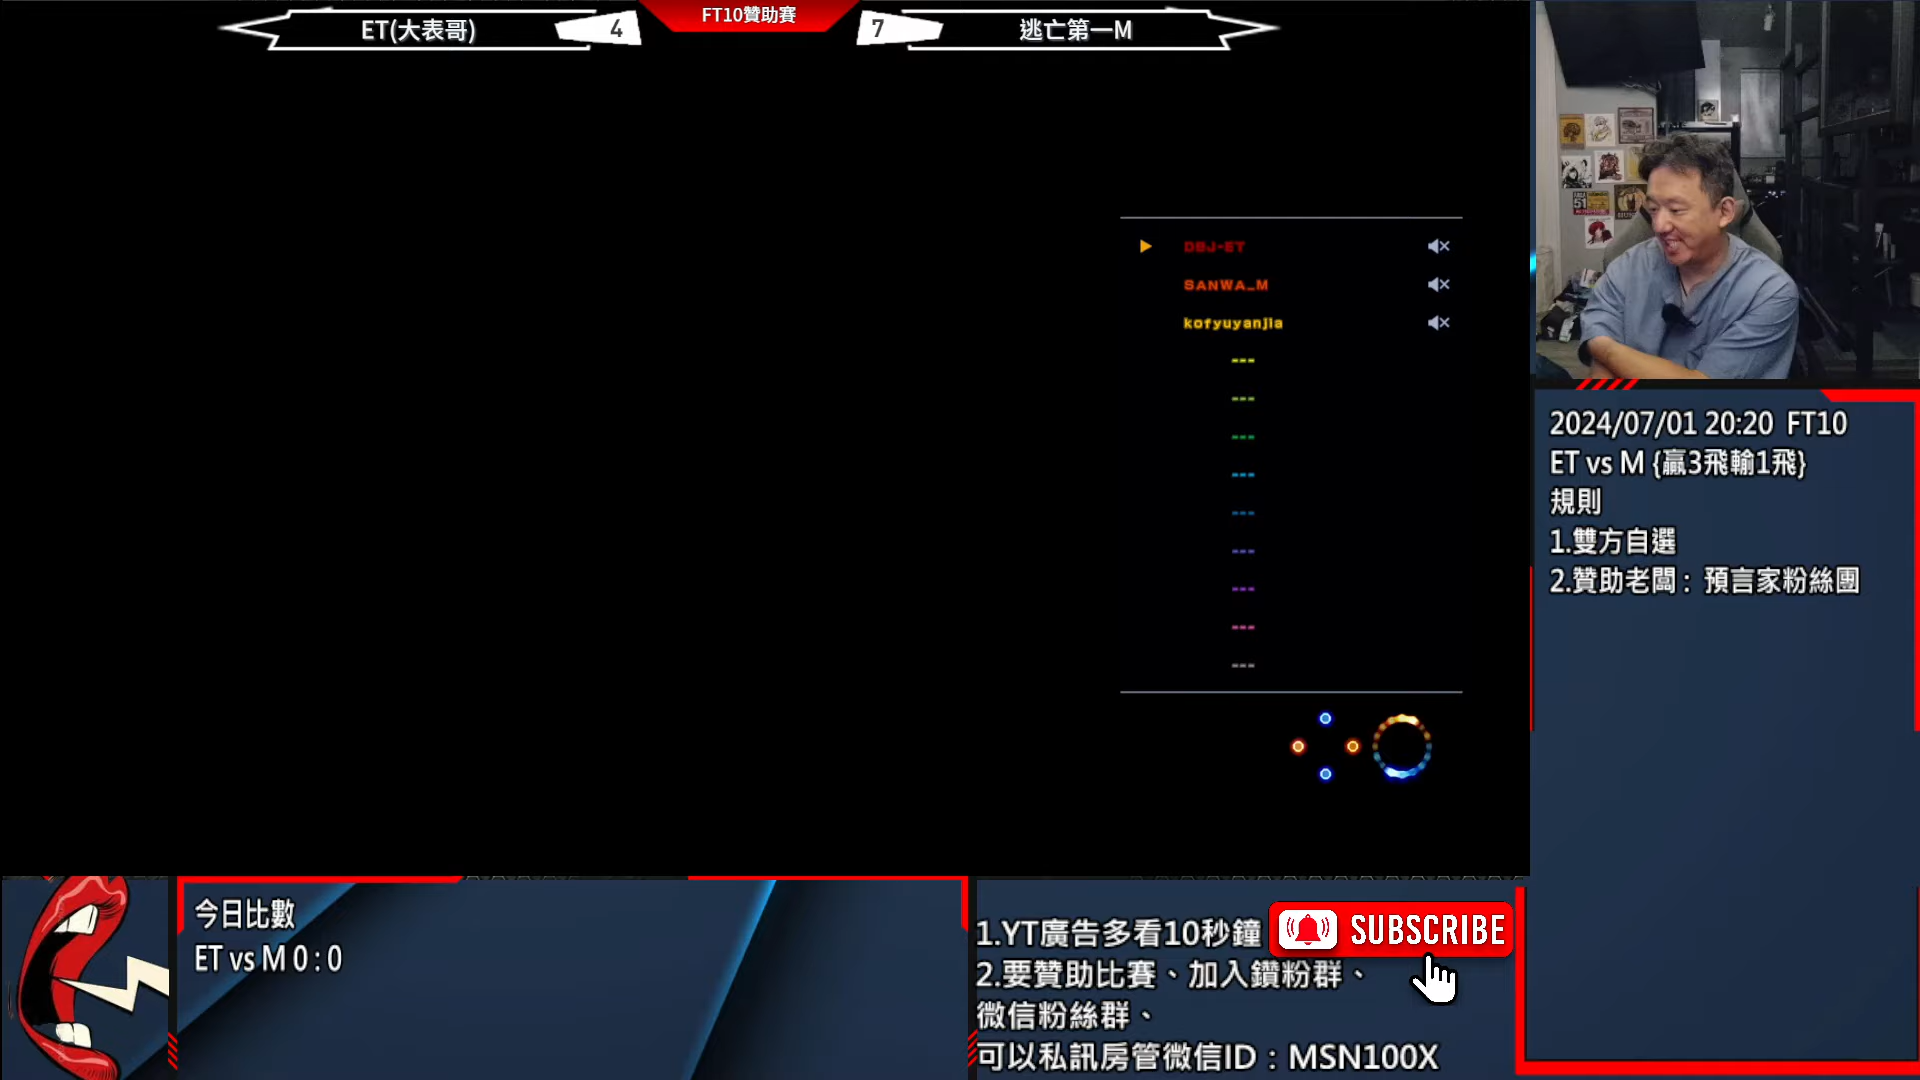 ET(大表哥)
4
FT10贊助賽
7
逃亡第一M
DBJ-ET
SANWA_M
kofyuyanjia
---
---
---
---
---
---
---
---
---
2024/07/01 20:20 FT10
ET vs M {贏3飛輸1飛}
規則
1.雙方自選
2.贊助老闆：預言家粉絲團
今日比數
ET vs M 0 : 0
1.YT廣告多看10秒鐘
SUBSCRIBE
2.要贊助比賽、加入鑽粉群、
微信粉絲群、
可以私訊房管微信ID：MSN100X